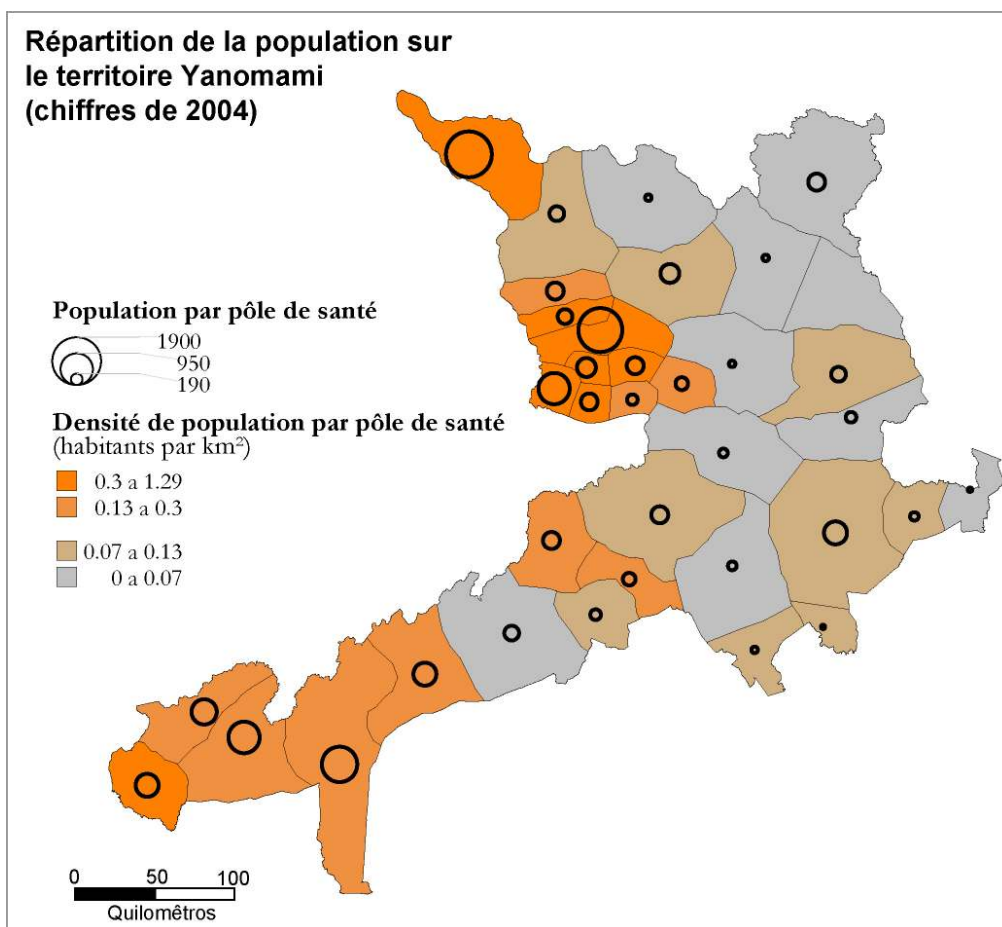 Répartition de la population sur
le territoire Yanomami
(chiffres de 2004)
Population par pôle de santé
1900
950
190
Densité de population par pôle de santé
(habitants par km²)
0.3 a 1.29
0.13 a 0.3
0.07 a 0.13
0 a 0.07
0 50 100
Quilomêtros